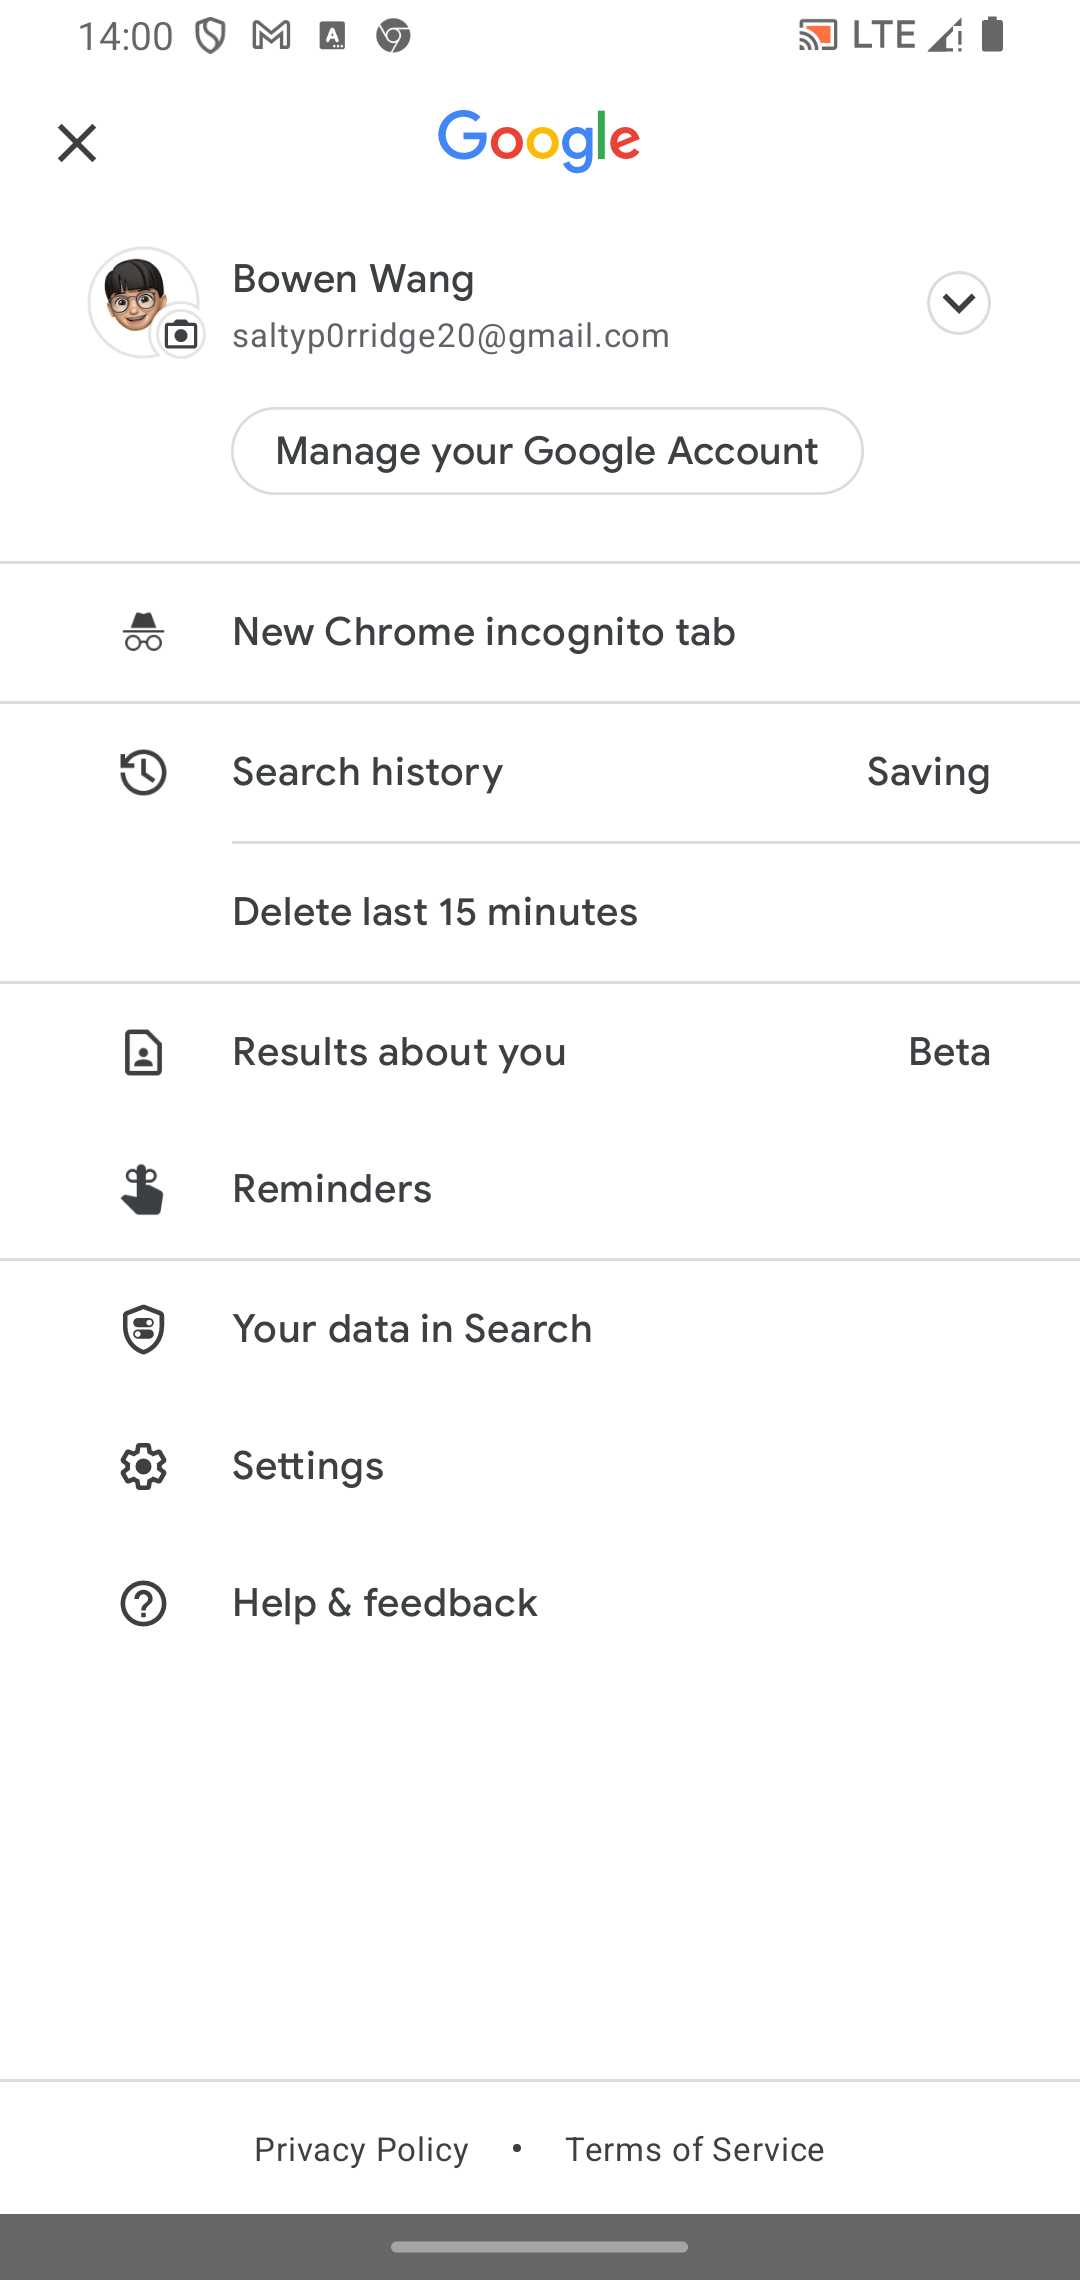 14:00 LTE
Google
Bowen Wang
saltyp0rridge20@gmail.com
Manage your Google Account
New Chrome incognito tab
Search history Saving
Delete last 15 minutes
Results about you Beta
Reminders
Your data in Search
Settings
Help & feedback
Privacy Policy • Terms of Service